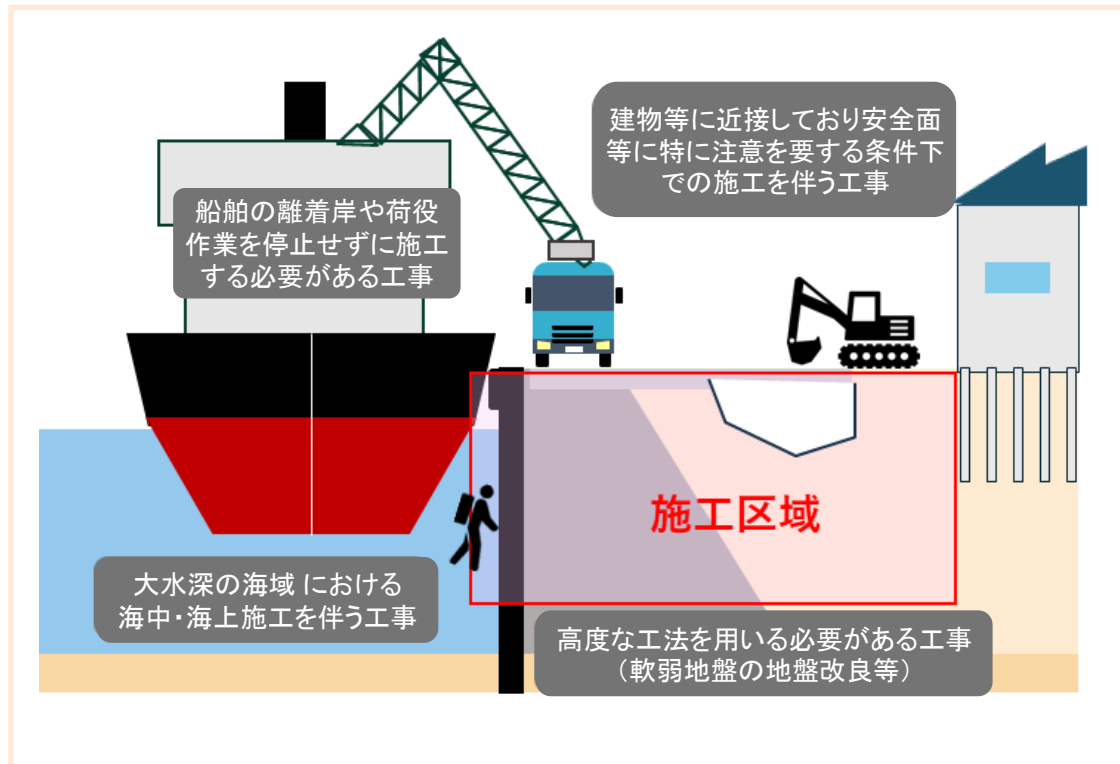 建物等に近接しており安全面
等に特に注意を要する条件下
での施工を伴う工事
船舶の離着岸や荷役
作業を停止せずに施工
する必要がある工事
施工区域
大水深の海域 における
海中・海上施工を伴う工事
高度な工法を用いる必要がある工事
（軟弱地盤の地盤改良等）